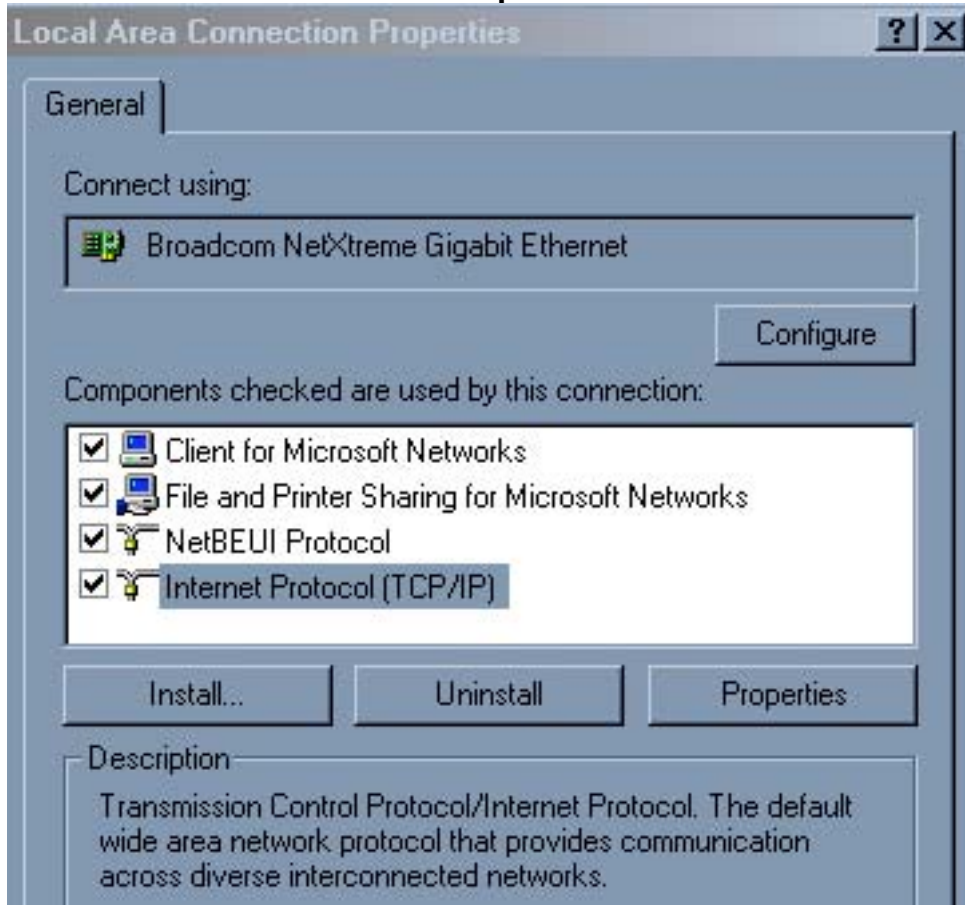 Local Area Connection Properties
General
Connect using:
Broadcom NetXtreme Gigabit Ethernet
Configure
Components checked are used by this connection:
Client for Microsoft Networks
File and Printer Sharing for Microsoft Networks
NetBEUI Protocol
Internet Protocol (TCP/IP)
Install... Uninstall Properties
Description
Transmission Control Protocol/Internet Protocol. The default
wide area network protocol that provides communication
across diverse interconnected networks.